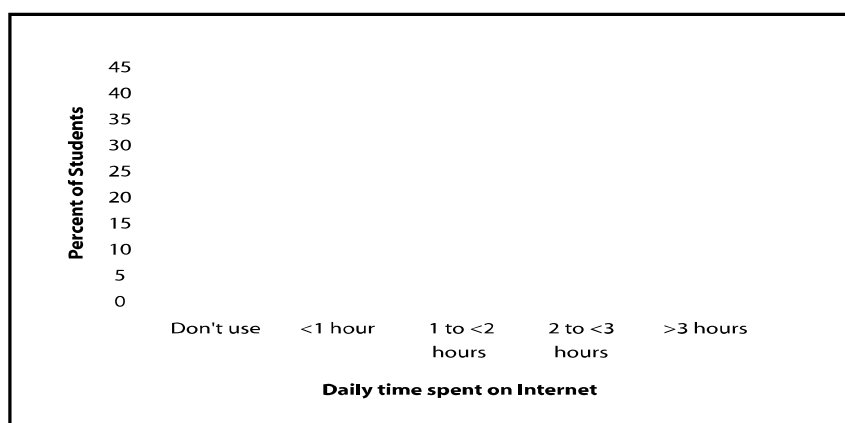 Percent of Students
45
40
35
30
25
20
15
10
5
0
Don't use
<1 hour
1 to <2
hours
2 to <3
hours
>3 hours
Daily time spent on Internet